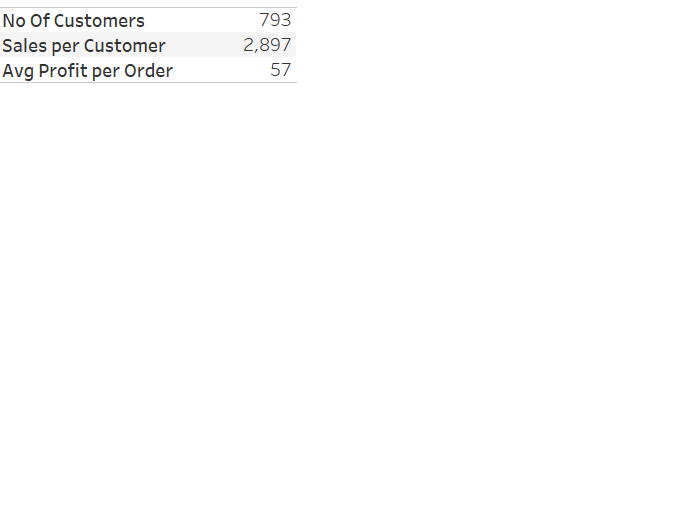 No Of Customers 793
Sales per Customer 2,897
Avg Profit per Order 57